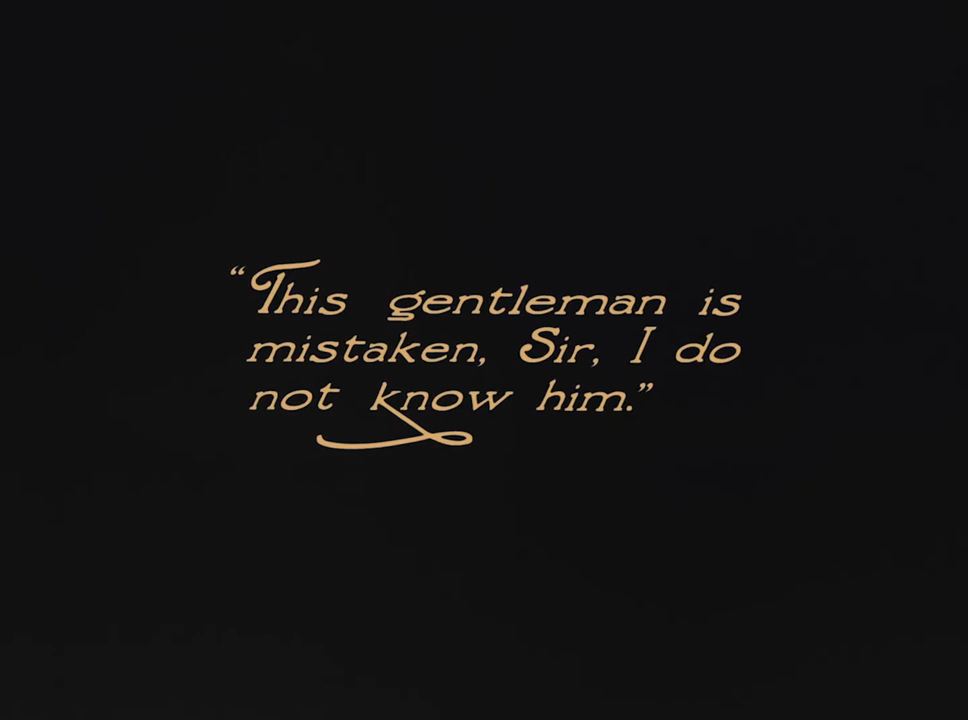 “This gentleman is
mistaken, Sir, I do
not know him.”